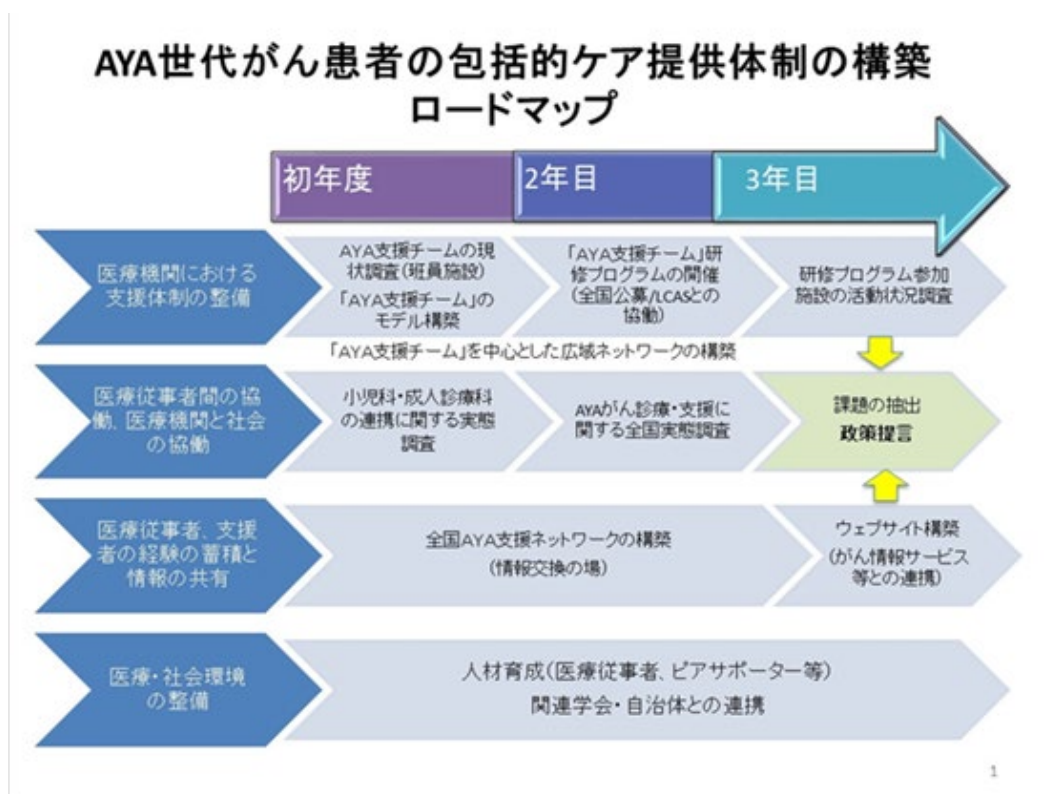 AYA世代がん患者の包括的ケア提供体制の構築
ロードマップ
初年度
2年目
3年目
医療機関における
支援体制の整備
AYA支援チームの現
状調査(班員施設)
「AYA支援チーム」の
モデル構築
「AYA支援チーム」研
修プログラムの開催
(全国公募/LCASとの
協働)
研修プログラム参加
施設の活動状況調査
「AYA支援チーム」を中心とした広域ネットワークの構築
医療従事者間の協
働、医療機関と社会
の協働
小児科・成人診療科
の連携に関する実態
調査
AYAがん診療・支援に
関する全国実態調査
課題の抽出
政策提言
医療従事者、支援
者の経験の蓄積と
情報の共有
全国AYA支援ネットワークの構築
(情報交換の場)
ウェブサイト構築
(がん情報サービス
等との連携)
医療・社会環境
の整備
人材育成(医療従事者、ピアサポーター等)
関連学会・自治体との連携
1